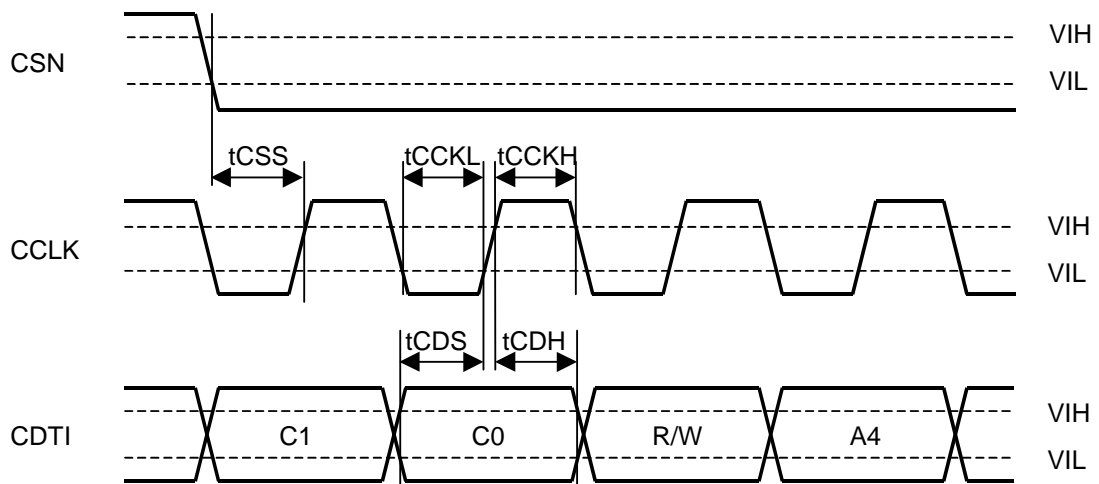 CSN
VIH
VIL
tCSS
tCCKL
tCCKH
CCLK
VIH
VIL
tCDS
tCDH
CDTI
C1
C0
R/W
A4
VIH
VIL